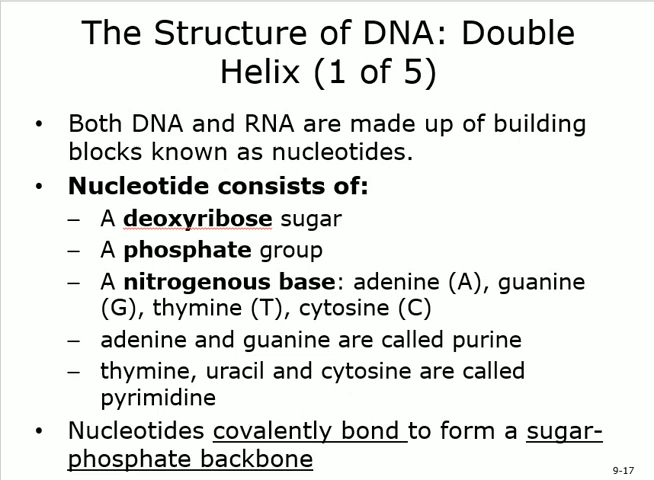 The Structure of DNA: Double
Helix (1 of 5)
• Both DNA and RNA are made up of building
blocks known as nucleotides.
• Nucleotide consists of:
– A deoxyribose sugar
– A phosphate group
– A nitrogenous base: adenine (A), guanine
(G), thymine (T), cytosine (C)
– adenine and guanine are called purine
– thymine, uracil and cytosine are called
pyrimidine
• Nucleotides covalently bond to form a sugar-
phosphate backbone
9-17